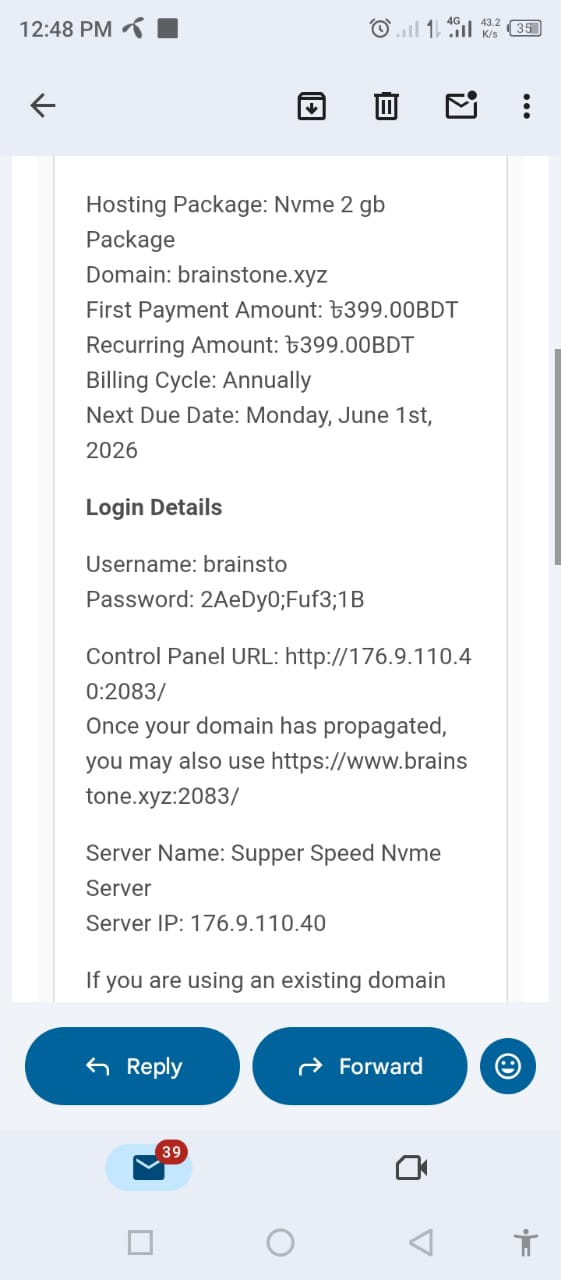 12:48 PM
4G
43.2 K/s
35
Hosting Package: Nvme 2 gb
Package
Domain: brainstone.xyz
First Payment Amount: ৳399.00BDT
Recurring Amount: ৳399.00BDT
Billing Cycle: Annually
Next Due Date: Monday, June 1st,
2026
Login Details
Username: brainsto
Password: 2AeDy0;Fuf3;1B
Control Panel URL: http://176.9.110.4
0:2083/
Once your domain has propagated,
you may also use https://www.brains
tone.xyz:2083/
Server Name: Supper Speed Nvme
Server
Server IP: 176.9.110.40
If you are using an existing domain
Reply
Forward
39